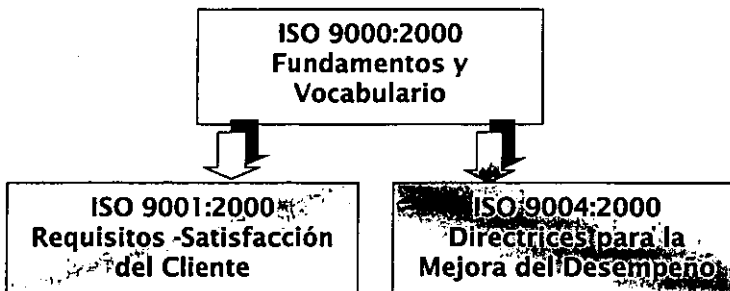 ISO 9000:2000
Fundamentos y
Vocabulario
ISO 9001:2000
Requisitos -Satisfacción
del Cliente
ISO 9004:2000
Directrices para la
Mejora del Desempeño